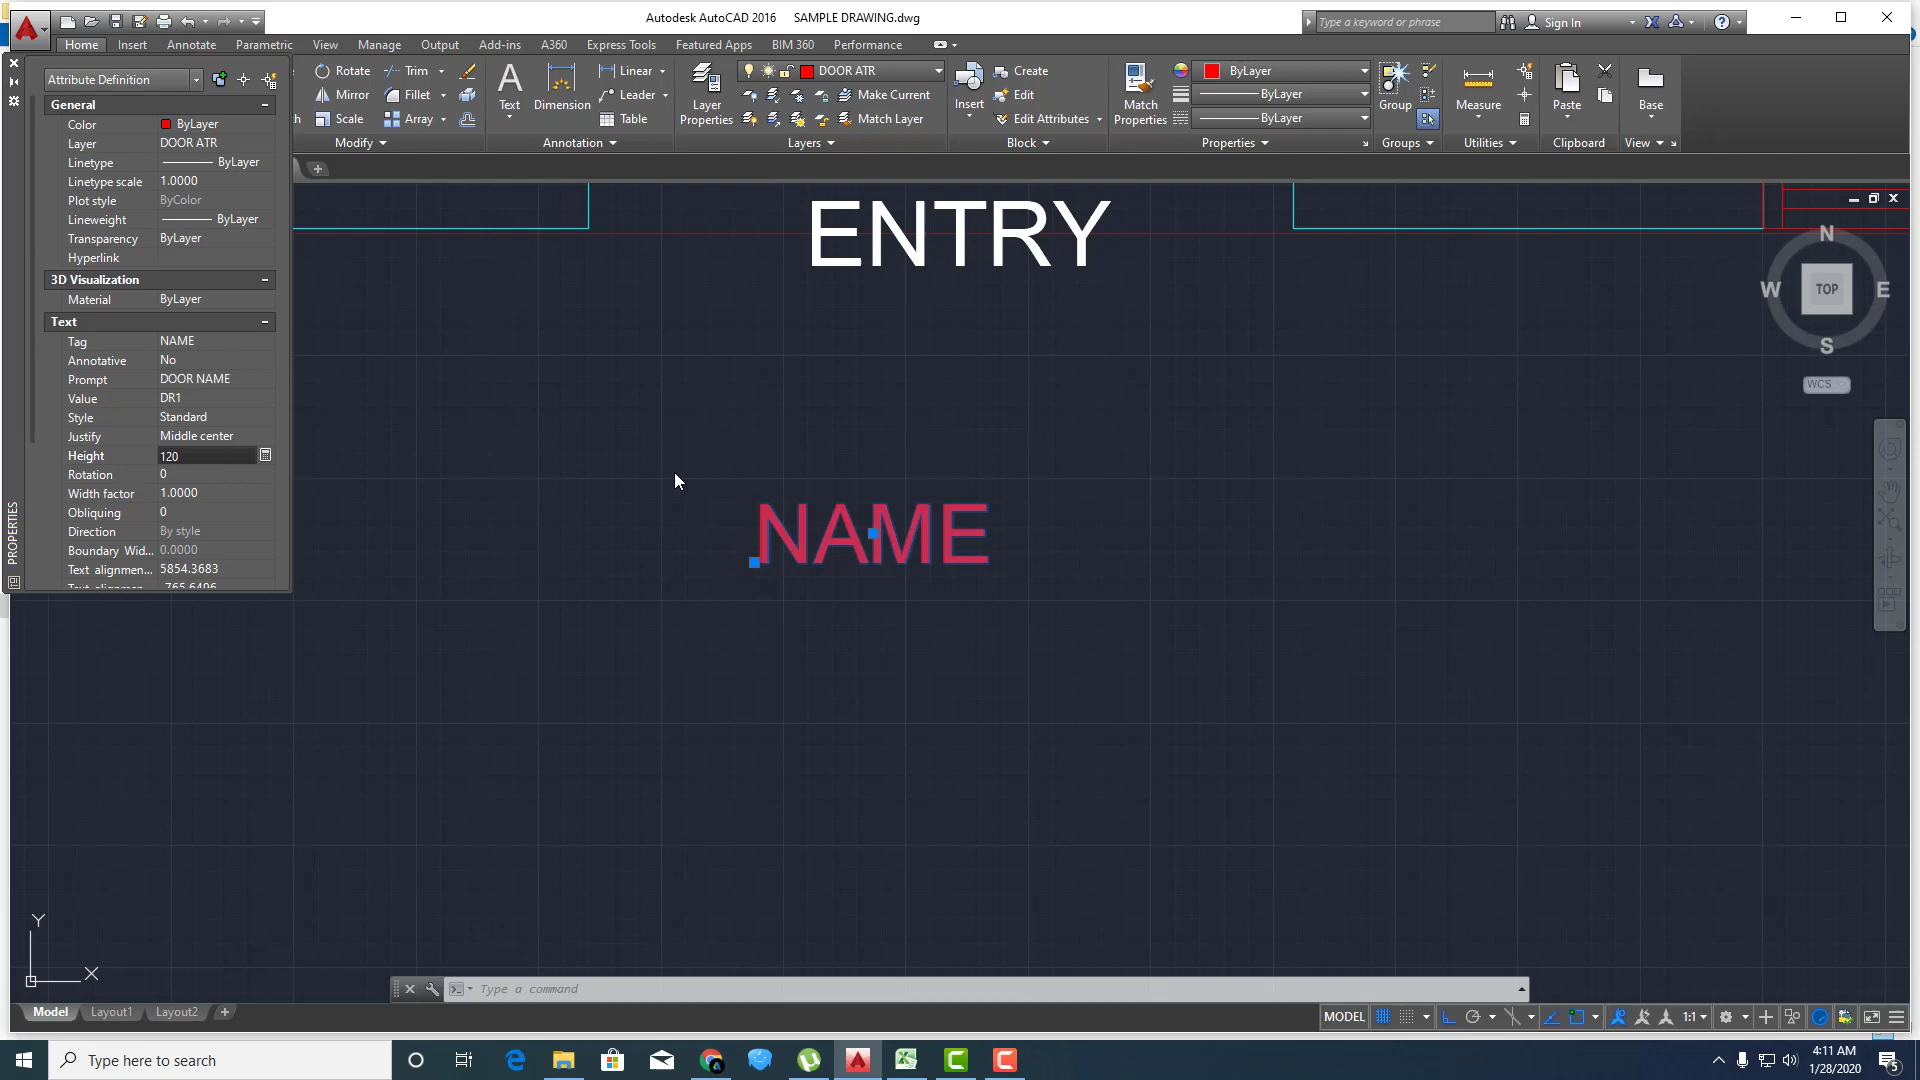 Autodesk AutoCAD 2016 SAMPLE DRAWING.dwg
Type a keyword or phrase
Sign In
Home Insert Annotate Parametric View Manage Output Add-ins A360 Express Tools Featured Apps BIM 360 Performance
Attribute Definition
Rotate Trim
Mirror Fillet
Scale Array
Modify
Text
Dimension
Linear
Leader
Table
Annotation
Layer Properties
DOOR ATR
Make Current
Match Layer
Layers
Insert
Create
Edit
Edit Attributes
Block
Match Properties
ByLayer
ByLayer
ByLayer
Properties
Group
Groups
Measure
Utilities
Paste
Clipboard
Base
View
General
Color ByLayer
Layer DOOR ATR
Linetype ByLayer
Linetype scale 1.0000
Plot style ByColor
Lineweight ByLayer
Transparency ByLayer
Hyperlink
3D Visualization
Material ByLayer
Text
Tag NAME
Annotative No
Prompt DOOR NAME
Value DR1
Style Standard
Justify Middle center
Height 120
Rotation 0
Width factor 1.0000
Obliquing 0
Direction By style
Boundary Wid... 0.0000
Text alignmen... 5854.3683
PROPERTIES
ENTRY
NAME
N
W TOP E
S
WCS
Y
X
Type a command
Model Layout1 Layout2
MODEL 1:1
Type here to search
4:11 AM
1/28/2020
5